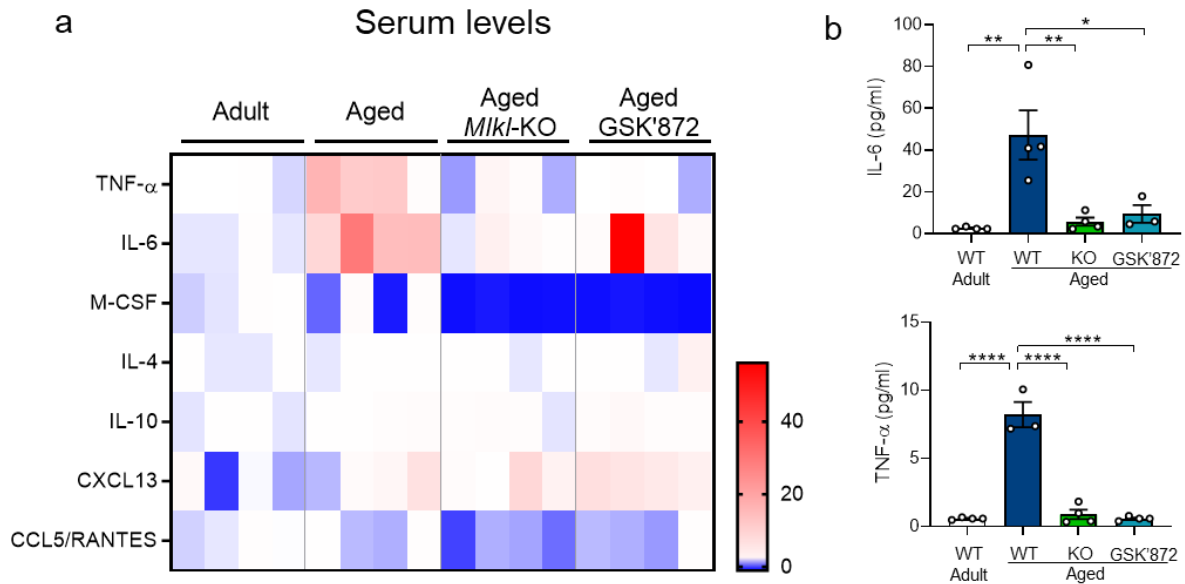 a
Serum levels
Adult
Aged
Aged
Mlkl-KO
Aged
GSK'872
TNF-α
IL-6
M-CSF
IL-4
IL-10
CXCL13
CCL5/RANTES
40
20
0
b
IL-6 (pg/ml)
100
80
60
40
20
0
** ** *
WT WT KO GSK'872
Adult Aged
TNF-α (pg/ml)
15
10
5
0
**** **** ****
WT WT KO GSK'872
Adult Aged